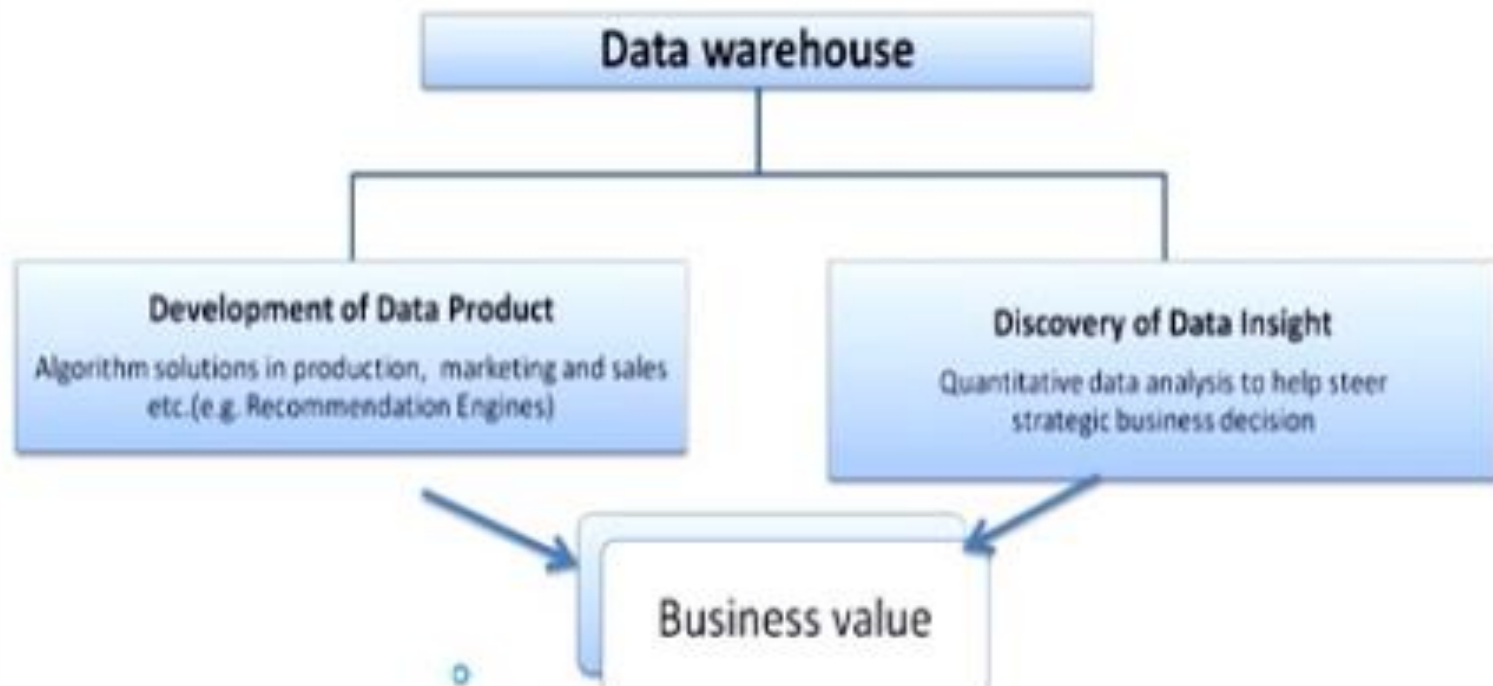 Data warehouse
Development of Data Product
Algorithm solutions in production, marketing and sales
etc.(e.g. Recommendation Engines)
Discovery of Data Insight
Quantitative data analysis to help steer
strategic business decision
Business value